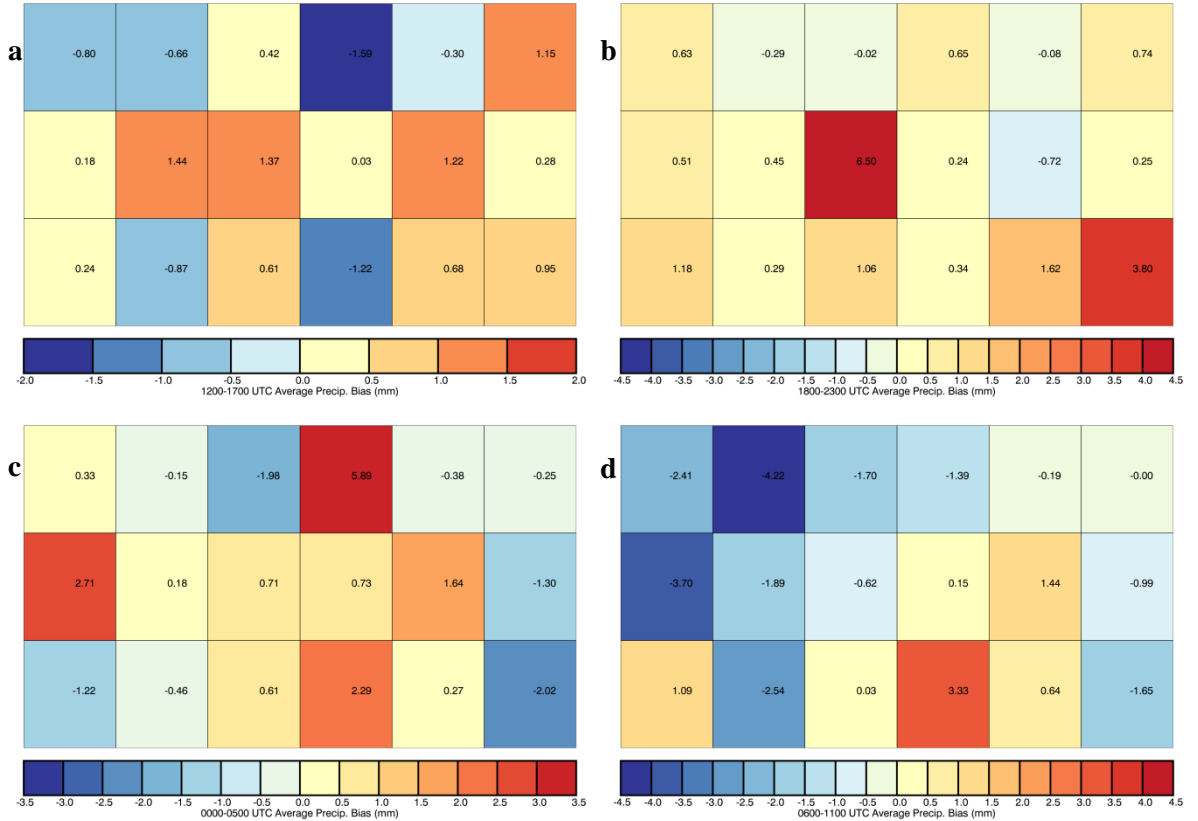 a
-0.80 -0.66 0.42 -1.59 -0.30 1.15
0.18 1.44 1.37 0.03 1.22 0.28
0.24 -0.87 0.61 -1.22 0.68 0.95
-2.0 -1.5 -1.0 -0.5 0.0 0.5 1.0 1.5 2.0
1200-1700 UTC Average Precip. Bias (mm)
b
0.63 -0.29 -0.02 0.65 -0.08 0.74
0.51 0.45 6.50 0.24 -0.72 0.25
1.18 0.29 1.06 0.34 1.62 3.80
-4.5 -4.0 -3.5 -3.0 -2.5 -2.0 -1.5 -1.0 -0.5 0.0 0.5 1.0 1.5 2.0 2.5 3.0 3.5 4.0 4.5
1800-2300 UTC Average Precip. Bias (mm)
c
0.33 -0.15 -1.98 5.89 -0.38 -0.25
2.71 0.18 0.71 0.73 1.64 -1.30
-1.22 -0.46 0.61 2.29 0.27 -2.02
-3.5 -3.0 -2.5 -2.0 -1.5 -1.0 -0.5 0.0 0.5 1.0 1.5 2.0 2.5 3.0 3.5
0000-0500 UTC Average Precip. Bias (mm)
d
-2.41 -4.22 -1.70 -1.39 -0.19 -0.00
-3.70 -1.89 -0.62 0.15 1.44 -0.99
1.09 -2.54 0.03 3.33 0.64 -1.65
-4.5 -4.0 -3.5 -3.0 -2.5 -2.0 -1.5 -1.0 -0.5 0.0 0.5 1.0 1.5 2.0 2.5 3.0 3.5 4.0 4.5
0600-1100 UTC Average Precip. Bias (mm)